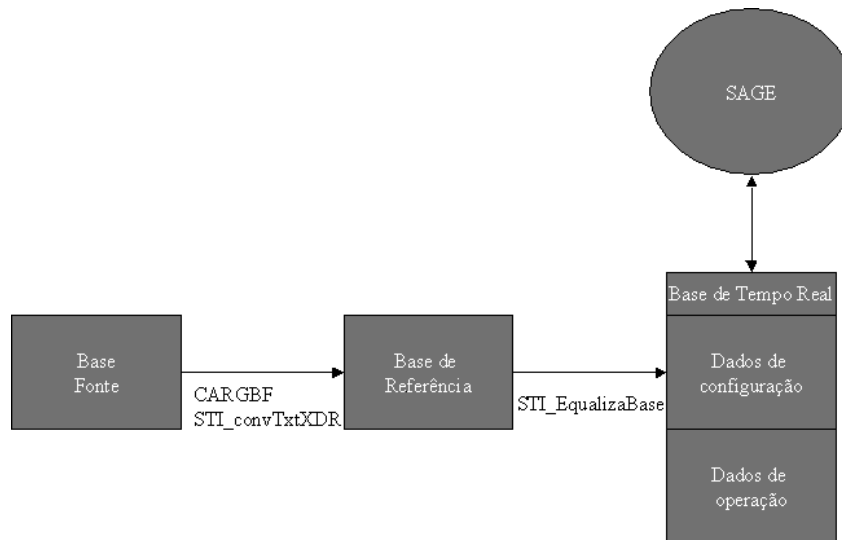 SAGE
Base de Tempo Real
Base
Fonte
CARGBF
STI_convTxtXDR
Base de
Referência
STI_EqualizaBase
Dados de
configuração
Dados de
operação